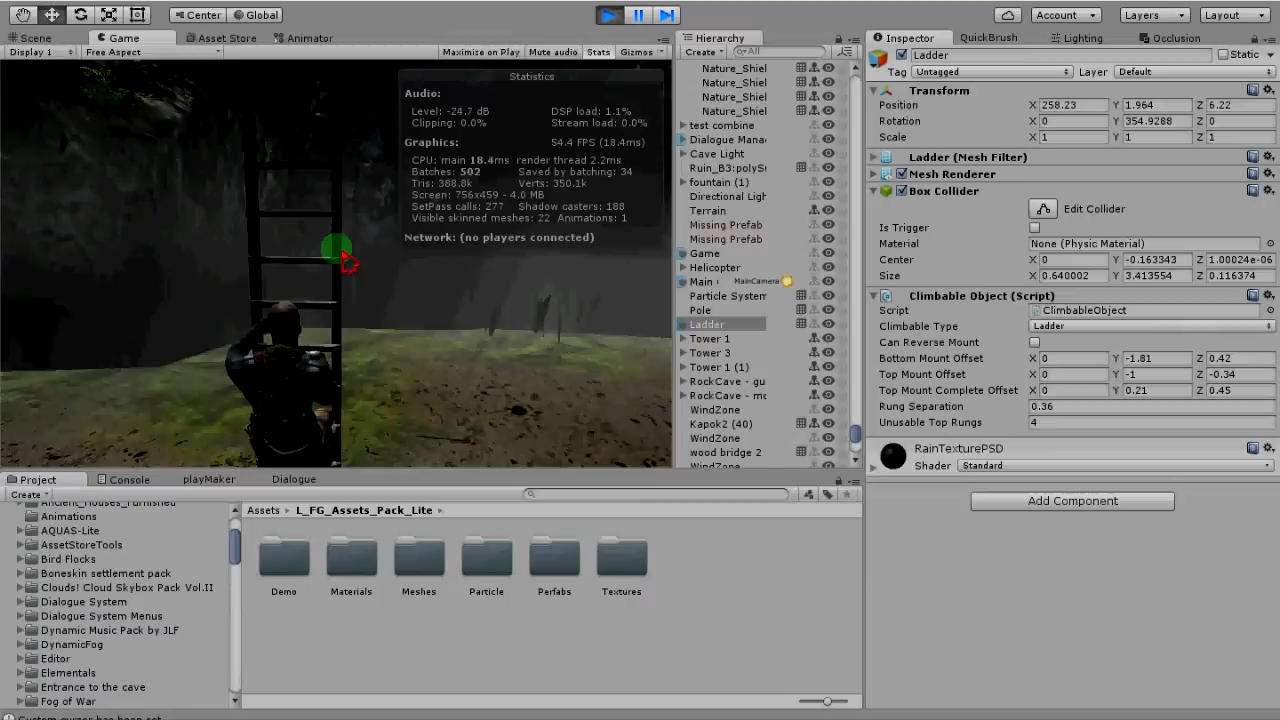 Center Global Account Layers Layout
Scene Game Asset Store Animator
Display 1 Free Aspect Maximize on Play Mute audio Stats Gizmos
Statistics
Audio:
Level: -24.7 dB DSP load: 1.1%
Clipping: 0.0% Stream load: 0.0%
Graphics: 54.4 FPS (18.4ms)
CPU: main 18.4ms render thread 2.2ms
Batches: 502 Saved by batching: 34
Tris: 388.8k Verts: 350.1k
Screen: 756x459 - 4.0 MB
SetPass calls: 277 Shadow casters: 188
Visible skinned meshes: 22 Animations: 1
Network: (no players connected)
Hierarchy
Create All
Nature_Shiel
Nature_Shiel
Nature_Shiel
Nature_Shiel
test combine
Dialogue Mana
Cave Light
Ruin_B3:polyS
fountain (1)
Directional Ligh
Terrain
Missing Prefab
Missing Prefab
Game
Helicopter
Main MainCamera
Particle System
Pole
Ladder
Tower 1
Tower 3
Tower 1 (1)
RockCave - gu
RockCave - mo
WindZone
Kapok2 (40)
WindZone
wood bridge 2
WindZone
Inspector QuickBrush Lighting Occlusion
Ladder Static
Tag Untagged Layer Default
Transform
Position X 258.23 Y 1.964 Z 6.22
Rotation X 0 Y 354.9288 Z 0
Scale X 1 Y 1 Z 1
Ladder (Mesh Filter)
Mesh Renderer
Box Collider
Edit Collider
Is Trigger
Material None (Physic Material)
Center X 0 Y -0.163343 Z 1.00024e-06
Size X 0.640002 Y 3.413554 Z 0.116374
Climbable Object (Script)
Script ClimbableObject
Climbable Type Ladder
Can Reverse Mount
Bottom Mount Offset X 0 Y -1.81 Z 0.42
Top Mount Offset X 0 Y -1 Z -0.34
Top Mount Complete Offset X 0 Y 0.21 Z 0.45
Rung Separation 0.36
Unusable Top Rungs 4
RainTexturePSD
Shader Standard
Add Component
Project Console playMaker Dialogue
Create
Ancient_Houses_Furnished
Animations
AQUAS-Lite
AssetStoreTools
Bird Flocks
Boneskin settlement pack
Clouds! Cloud Skybox Pack Vol.II
Dialogue System
Dialogue System Menus
Dynamic Music Pack by JLF
DynamicFog
Editor
Elementals
Entrance to the cave
Fog of War
Assets L_FG_Assets_Pack_Lite
Demo Materials Meshes Particle Perfabs Textures
Custom cursor has been set